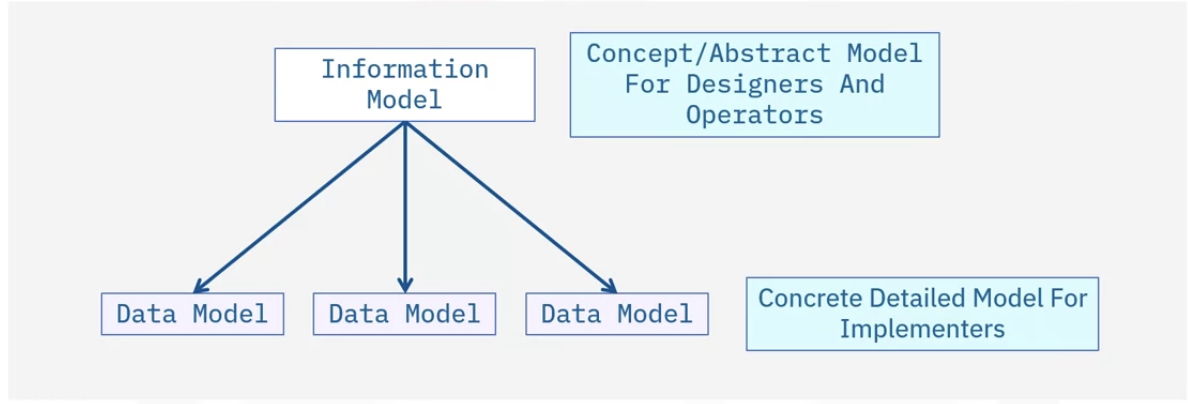 Information
Model
Concept/Abstract Model
For Designers And
Operators
Data Model
Data Model
Data Model
Concrete Detailed Model For
Implementers